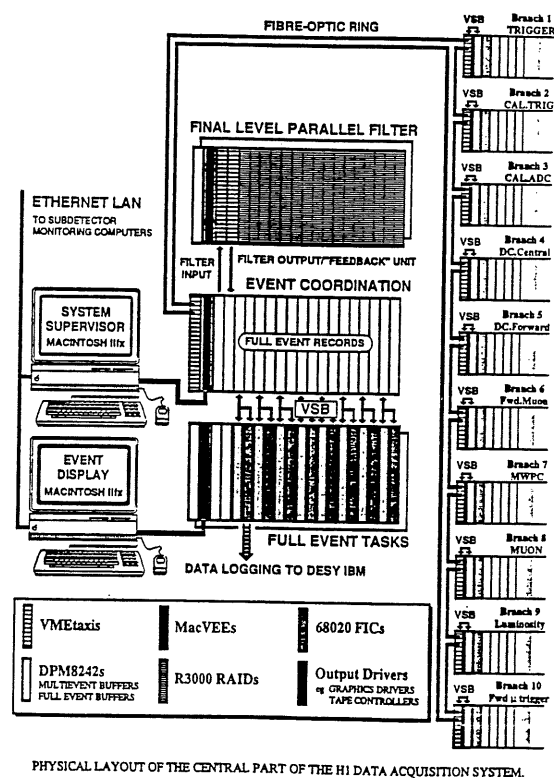 FIBRE-OPTIC RING
VSB
Branch 1
TRIGGER
VSB
Branch 2
CAL.TRIG
VSB
Branch 3
CAL.ADC
VSB
Branch 4
DC.Central
VSB
Branch 5
DC.Forward
VSB
Branch 6
Fwd.Muon
VSB
Branch 7
MWPC
VSB
Branch 8
MUON
VSB
Branch 9
Luminosity
VSB
Branch 10
Fwd µ trigger
FINAL LEVEL PARALLEL FILTER
ETHERNET LAN
TO SUBDETECTOR
MONITORING COMPUTERS
FILTER
INPUT
FILTER OUTPUT/"FEEDBACK" UNIT
EVENT COORDINATION
SYSTEM
SUPERVISOR
MACINTOSH IIfx
FULL EVENT RECORDS
VSB
EVENT
DISPLAY
MACINTOSH IIfx
FULL EVENT TASKS
DATA LOGGING TO DESY IBM
VMEtaxis
MacVEEs
68020 FICs
DPM8242s
MULTIEVENT BUFFERS
FULL EVENT BUFFERS
R3000 RAIDs
Output Drivers
eg GRAPHICS DRIVERS
TAPE CONTROLLERS
PHYSICAL LAYOUT OF THE CENTRAL PART OF THE H1 DATA ACQUISITION SYSTEM.